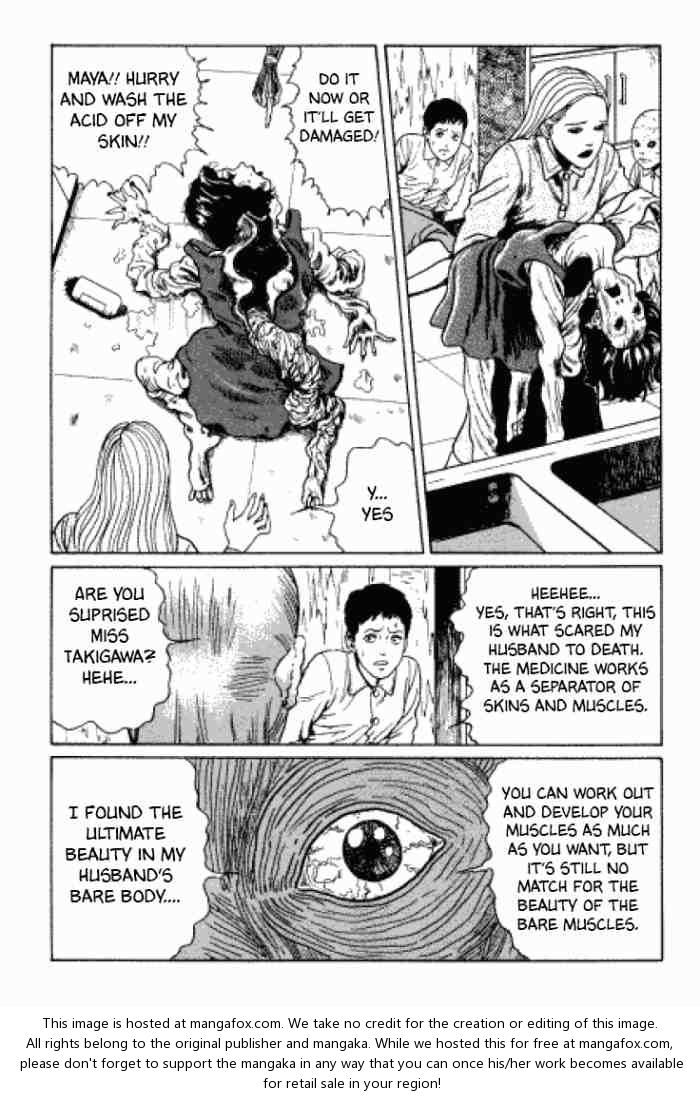 MAYA!! HURRY
AND WASH THE
ACID OFF MY
SKIN!!
DO IT
NOW OR
IT'LL GET
DAMAGED!
Y...
YES
ARE YOU
SUPRISED
MISS
TAKIGAWA?
HEHE...
HEEHEE...
YES, THAT'S RIGHT, THIS
IS WHAT SCARED MY
HUSBAND TO DEATH.
THE MEDICINE WORKS
AS A SEPARATOR OF
SKINS AND MUSCLES.
I FOUND THE
ULTIMATE
BEAUTY IN MY
HUSBAND'S
BARE BODY....
YOU CAN WORK OUT
AND DEVELOP YOUR
MUSCLES AS MUCH
AS YOU WANT, BUT
IT'S STILL NO
MATCH FOR THE
BEAUTY OF THE
BARE MUSCLES.
This image is hosted at mangafox.com. We take no credit for the creation or editing of this image.
All rights belong to the original publisher and mangaka. While we hosted this for free at mangafox.com,
please don't forget to support the mangaka in any way that you can once his/her work becomes available
for retail sale in your region!